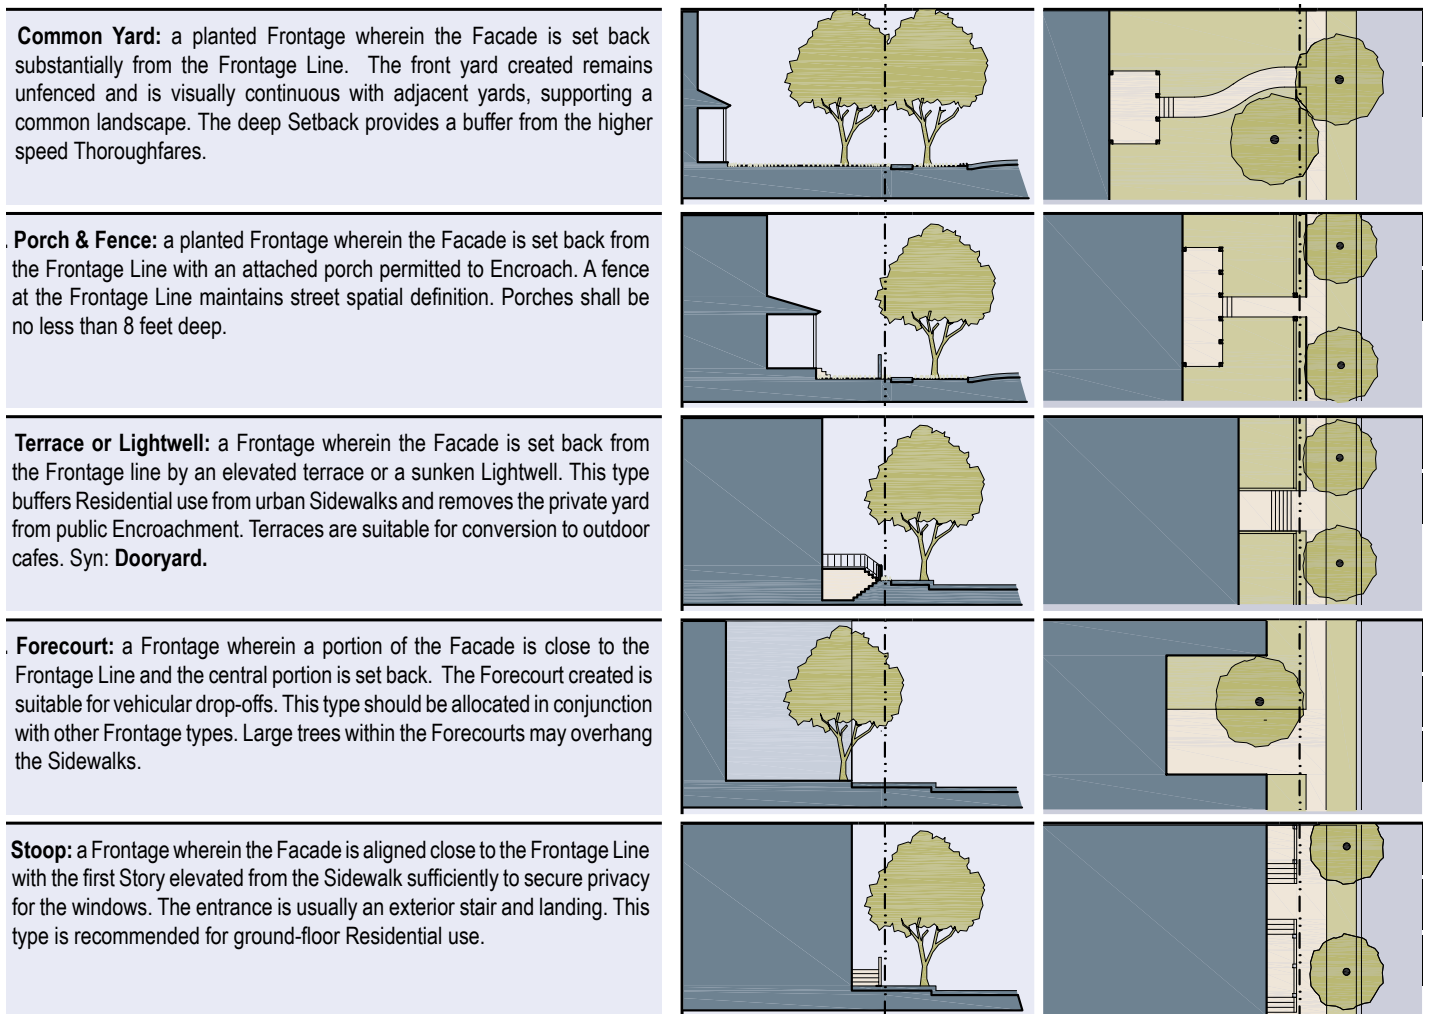 Common Yard: a planted Frontage wherein the Facade is set back
substantially from the Frontage Line. The front yard created remains
unfenced and is visually continuous with adjacent yards, supporting a
common landscape. The deep Setback provides a buffer from the higher
speed Thoroughfares.
. Porch & Fence: a planted Frontage wherein the Facade is set back from
the Frontage Line with an attached porch permitted to Encroach. A fence
at the Frontage Line maintains street spatial definition. Porches shall be
no less than 8 feet deep.
Terrace or Lightwell: a Frontage wherein the Facade is set back from
the Frontage line by an elevated terrace or a sunken Lightwell. This type
buffers Residential use from urban Sidewalks and removes the private yard
from public Encroachment. Terraces are suitable for conversion to outdoor
cafes. Syn: Dooryard.
. Forecourt: a Frontage wherein a portion of the Facade is close to the
Frontage Line and the central portion is set back. The Forecourt created is
suitable for vehicular drop-offs. This type should be allocated in conjunction
with other Frontage types. Large trees within the Forecourts may overhang
the Sidewalks.
Stoop: a Frontage wherein the Facade is aligned close to the Frontage Line
with the first Story elevated from the Sidewalk sufficiently to secure privacy
for the windows. The entrance is usually an exterior stair and landing. This
type is recommended for ground-floor Residential use.